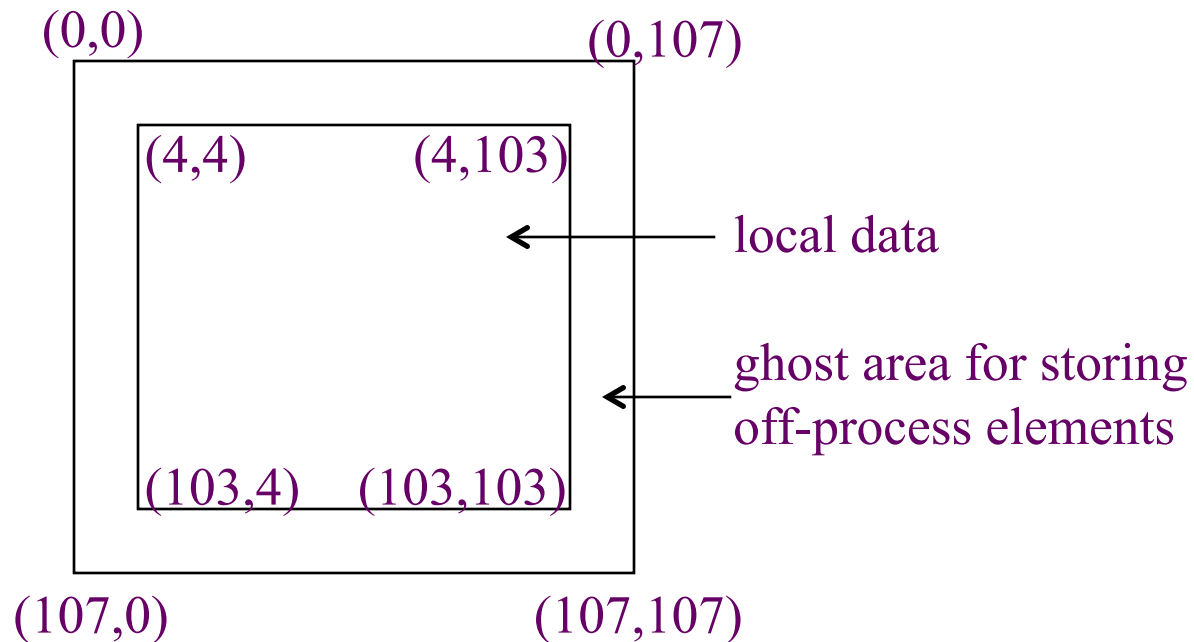 (0,0)
(0,107)
(4,4)
(4,103)
local data
ghost area for storing
off-process elements
(103,4)
(103,103)
(107,0)
(107,107)